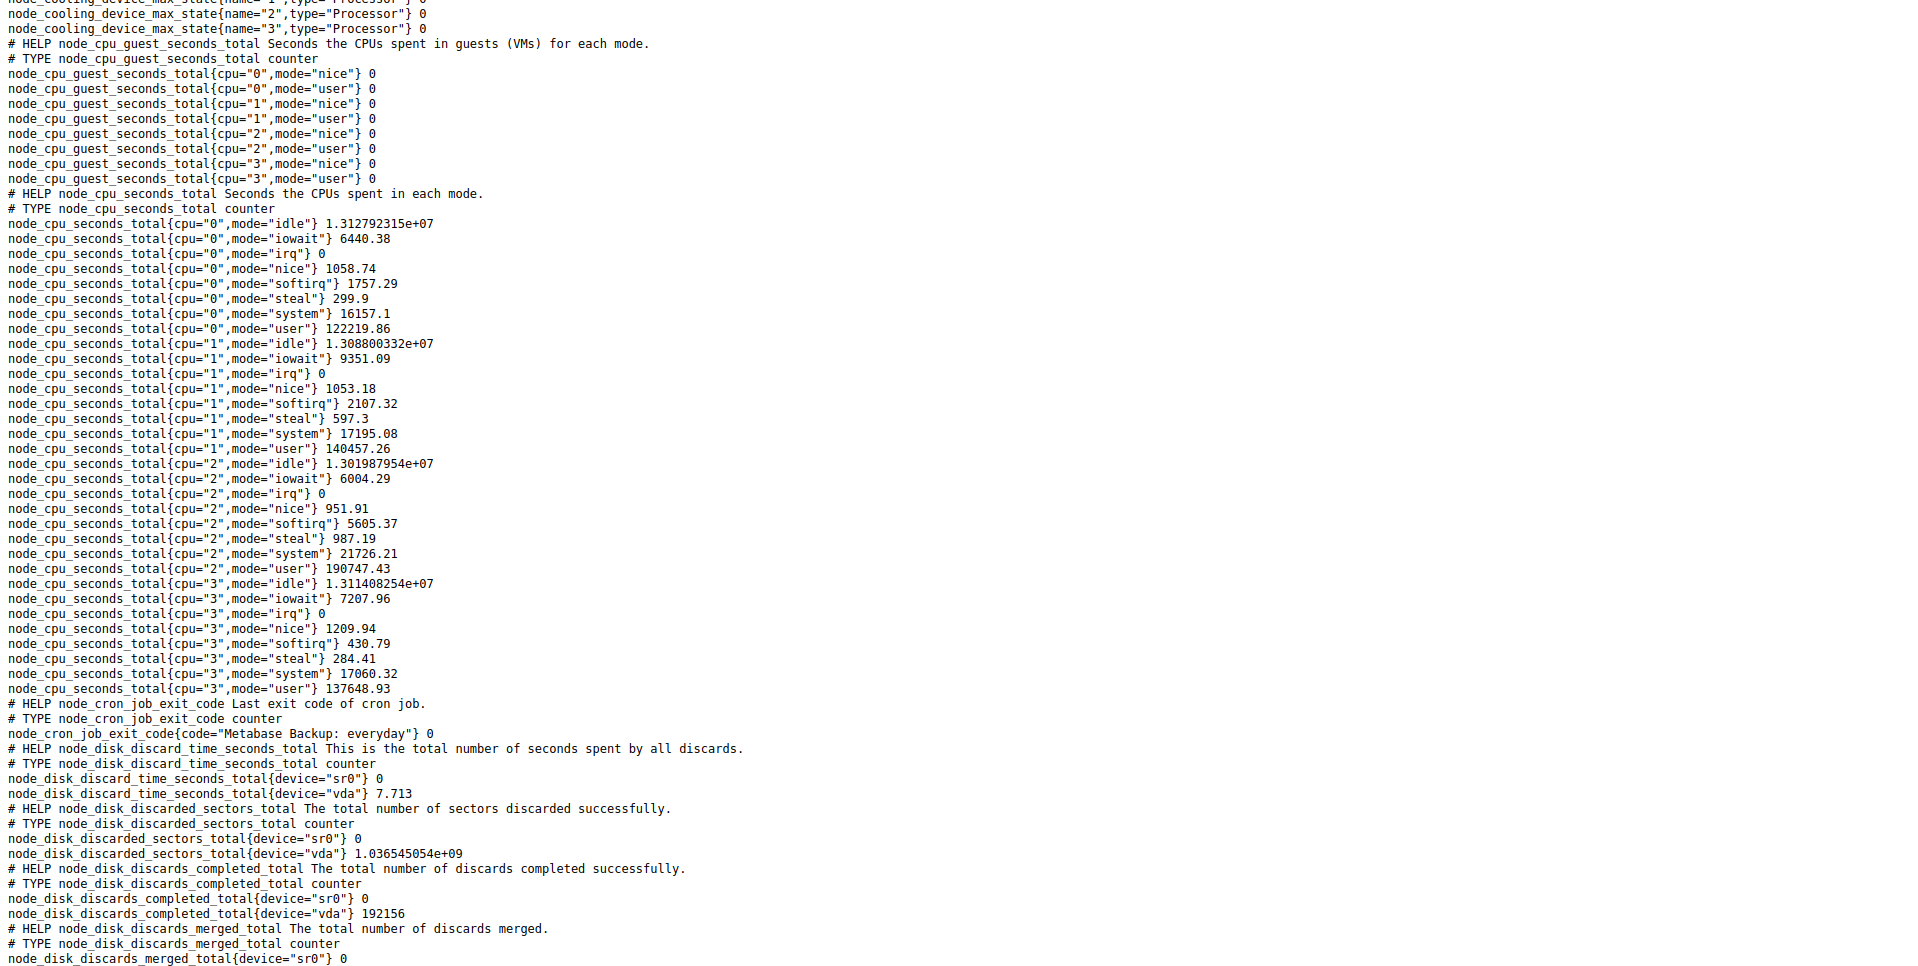 node_cooling_device_max_state{name="1",type="Processor"} 0
node_cooling_device_max_state{name="2",type="Processor"} 0
node_cooling_device_max_state{name="3",type="Processor"} 0
# HELP node_cpu_guest_seconds_total Seconds the CPUs spent in guests (VMs) for each mode.
# TYPE node_cpu_guest_seconds_total counter
node_cpu_guest_seconds_total{cpu="0",mode="nice"} 0
node_cpu_guest_seconds_total{cpu="0",mode="user"} 0
node_cpu_guest_seconds_total{cpu="1",mode="nice"} 0
node_cpu_guest_seconds_total{cpu="1",mode="user"} 0
node_cpu_guest_seconds_total{cpu="2",mode="nice"} 0
node_cpu_guest_seconds_total{cpu="2",mode="user"} 0
node_cpu_guest_seconds_total{cpu="3",mode="nice"} 0
node_cpu_guest_seconds_total{cpu="3",mode="user"} 0
# HELP node_cpu_seconds_total Seconds the CPUs spent in each mode.
# TYPE node_cpu_seconds_total counter
node_cpu_seconds_total{cpu="0",mode="idle"} 1.312792315e+07
node_cpu_seconds_total{cpu="0",mode="iowait"} 6440.38
node_cpu_seconds_total{cpu="0",mode="irq"} 0
node_cpu_seconds_total{cpu="0",mode="nice"} 1058.74
node_cpu_seconds_total{cpu="0",mode="softirq"} 1757.29
node_cpu_seconds_total{cpu="0",mode="steal"} 299.9
node_cpu_seconds_total{cpu="0",mode="system"} 16157.1
node_cpu_seconds_total{cpu="0",mode="user"} 122219.86
node_cpu_seconds_total{cpu="1",mode="idle"} 1.308800332e+07
node_cpu_seconds_total{cpu="1",mode="iowait"} 9351.09
node_cpu_seconds_total{cpu="1",mode="irq"} 0
node_cpu_seconds_total{cpu="1",mode="nice"} 1053.18
node_cpu_seconds_total{cpu="1",mode="softirq"} 2107.32
node_cpu_seconds_total{cpu="1",mode="steal"} 597.3
node_cpu_seconds_total{cpu="1",mode="system"} 17195.08
node_cpu_seconds_total{cpu="1",mode="user"} 140457.26
node_cpu_seconds_total{cpu="2",mode="idle"} 1.301987954e+07
node_cpu_seconds_total{cpu="2",mode="iowait"} 6004.29
node_cpu_seconds_total{cpu="2",mode="irq"} 0
node_cpu_seconds_total{cpu="2",mode="nice"} 951.91
node_cpu_seconds_total{cpu="2",mode="softirq"} 5605.37
node_cpu_seconds_total{cpu="2",mode="steal"} 987.19
node_cpu_seconds_total{cpu="2",mode="system"} 21726.21
node_cpu_seconds_total{cpu="2",mode="user"} 190747.43
node_cpu_seconds_total{cpu="3",mode="idle"} 1.311408254e+07
node_cpu_seconds_total{cpu="3",mode="iowait"} 7207.96
node_cpu_seconds_total{cpu="3",mode="irq"} 0
node_cpu_seconds_total{cpu="3",mode="nice"} 1209.94
node_cpu_seconds_total{cpu="3",mode="softirq"} 430.79
node_cpu_seconds_total{cpu="3",mode="steal"} 284.41
node_cpu_seconds_total{cpu="3",mode="system"} 17060.32
node_cpu_seconds_total{cpu="3",mode="user"} 137648.93
# HELP node_cron_job_exit_code Last exit code of cron job.
# TYPE node_cron_job_exit_code counter
node_cron_job_exit_code{code="Metabase Backup: everyday"} 0
# HELP node_disk_discard_time_seconds_total This is the total number of seconds spent by all discards.
# TYPE node_disk_discard_time_seconds_total counter
node_disk_discard_time_seconds_total{device="sr0"} 0
node_disk_discard_time_seconds_total{device="vda"} 7.713
# HELP node_disk_discarded_sectors_total The total number of sectors discarded successfully.
# TYPE node_disk_discarded_sectors_total counter
node_disk_discarded_sectors_total{device="sr0"} 0
node_disk_discarded_sectors_total{device="vda"} 1.036545054e+09
# HELP node_disk_discards_completed_total The total number of discards completed successfully.
# TYPE node_disk_discards_completed_total counter
node_disk_discards_completed_total{device="sr0"} 0
node_disk_discards_completed_total{device="vda"} 192156
# HELP node_disk_discards_merged_total The total number of discards merged.
# TYPE node_disk_discards_merged_total counter
node_disk_discards_merged_total{device="sr0"} 0